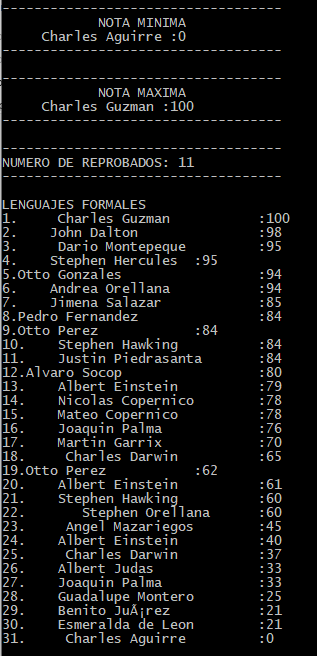 -----------------------------------
NOTA MINIMA
Charles Aguirre :0
-----------------------------------
-----------------------------------
NOTA MAXIMA
Charles Guzman :100
-----------------------------------
-----------------------------------
NUMERO DE REPROBADOS: 11
-----------------------------------
LENGUAJES FORMALES
1. Charles Guzman :100
2. John Dalton :98
3. Dario Montepeque :95
4. Stephen Hercules :95
5.Otto Gonzales :94
6. Andrea Orellana :94
7. Jimena Salazar :85
8.Pedro Fernandez :84
9.Otto Perez :84
10. Stephen Hawking :84
11. Justin Piedrasanta :84
12.Alvaro Socop :80
13. Albert Einstein :79
14. Nicolas Copernico :78
15. Mateo Copernico :78
16. Joaquin Palma :76
17. Martin Garrix :70
18. Charles Darwin :65
19.Otto Perez :62
20. Albert Einstein :61
21. Stephen Hawking :60
22. Stephen Orellana :60
23. Angel Mazariegos :45
24. Albert Einstein :40
25. Charles Darwin :37
26. Albert Judas :33
27. Joaquin Palma :33
28. Guadalupe Montero :25
29. Benito JuÃ¡rez :21
30. Esmeralda de Leon :21
31. Charles Aguirre :0